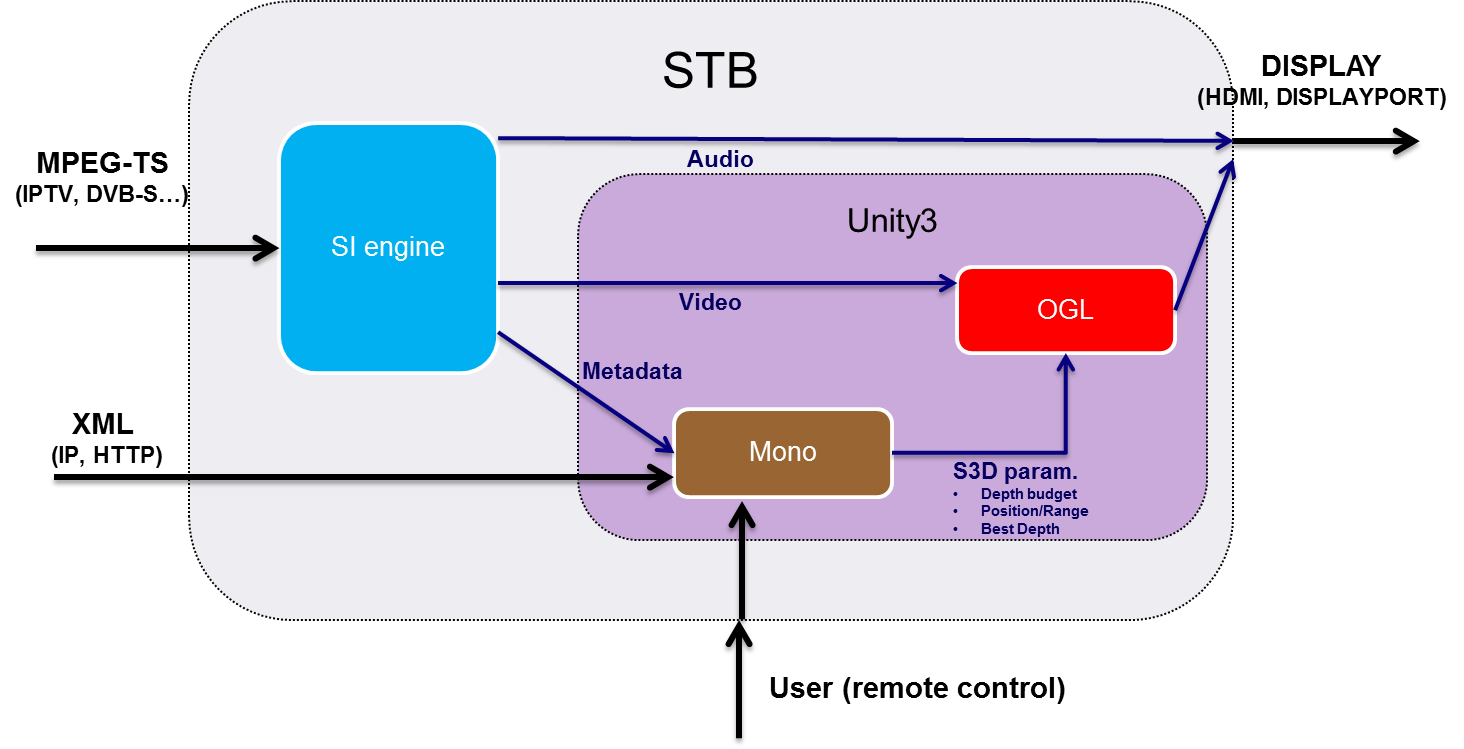 STB
DISPLAY
(HDMI, DISPLAYPORT)
MPEG-TS
(IPTV, DVB-S…)
Audio
Unity3
SI engine
Video
OGL
Metadata
XML
(IP, HTTP)
Mono
S3D param.
• Depth budget
• Position/Range
• Best Depth
User (remote control)